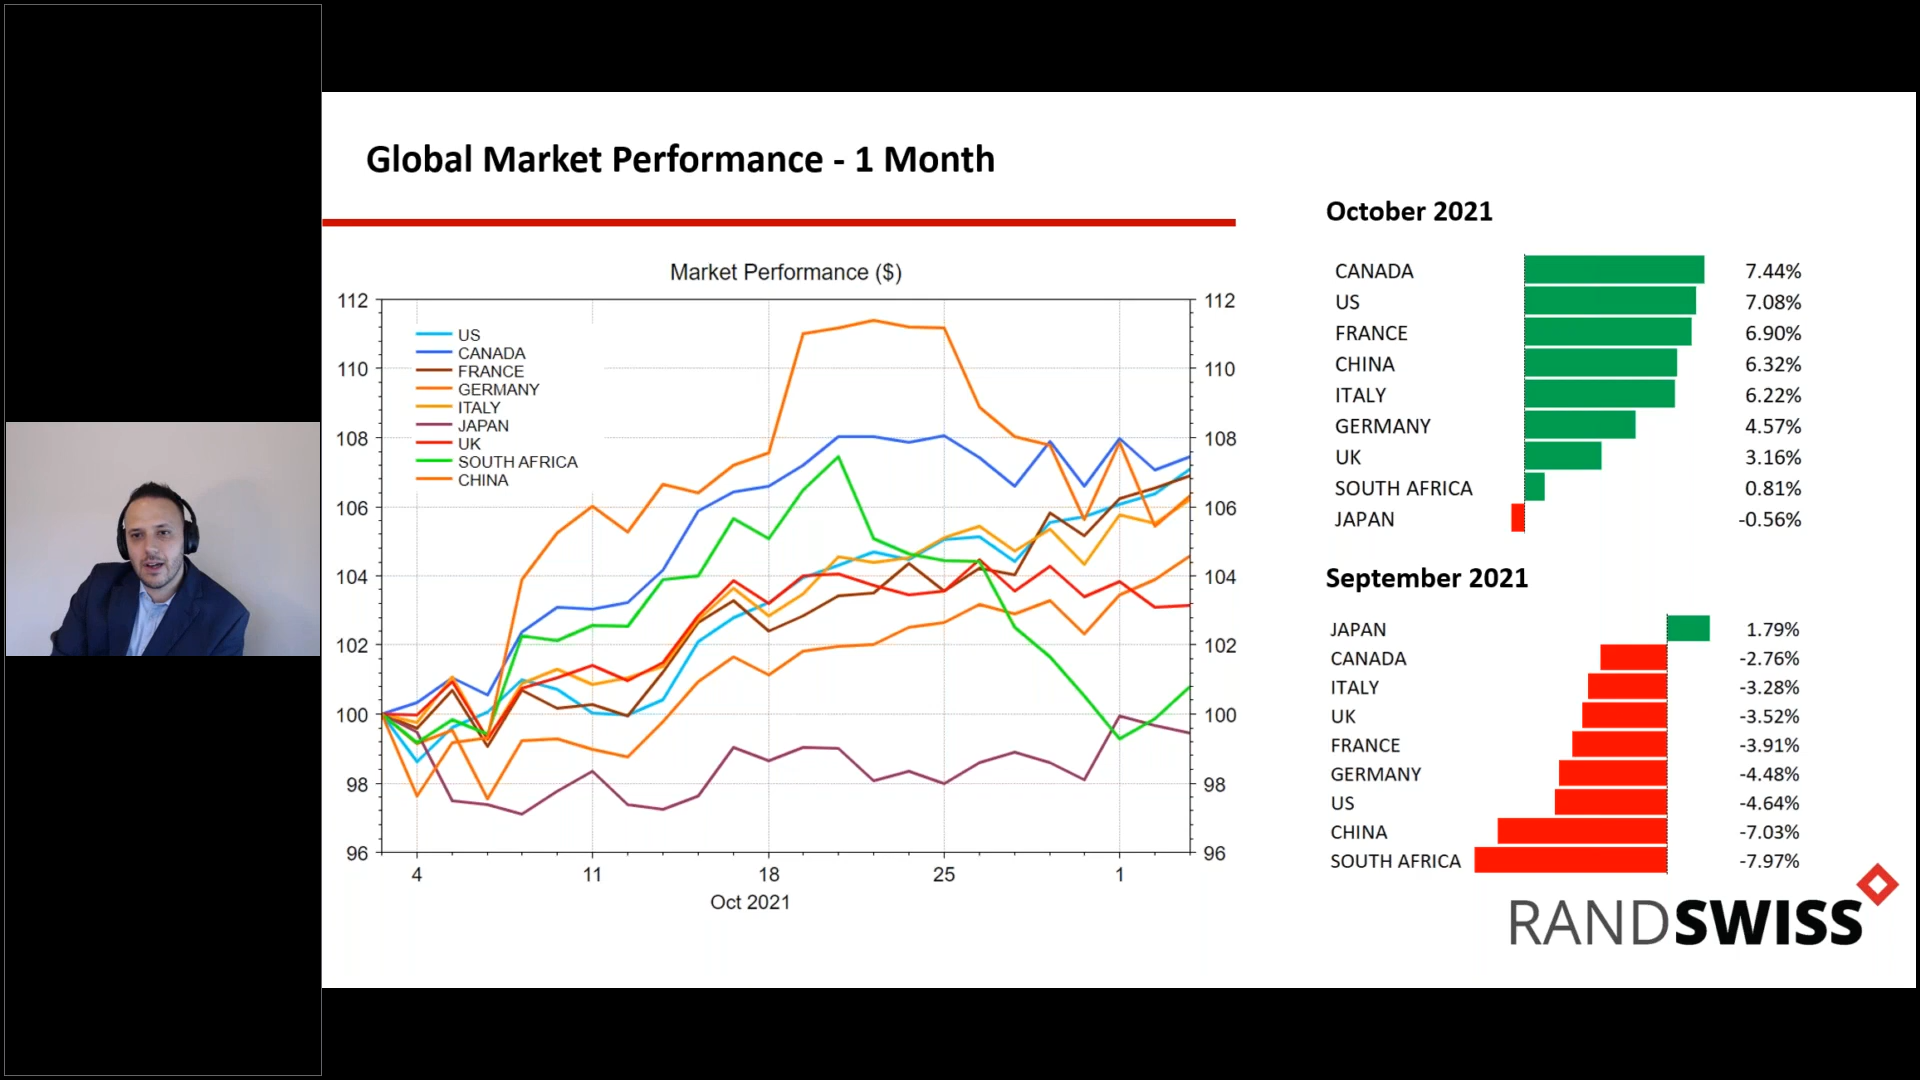 Global Market Performance - 1 Month
Market Performance ($)
112
110
108
106
104
102
100
98
96
US
CANADA
FRANCE
GERMANY
ITALY
JAPAN
UK
SOUTH AFRICA
CHINA
112
110
108
106
104
102
100
98
96
4 11 18 25 1
Oct 2021
October 2021
CANADA 7.44%
US 7.08%
FRANCE 6.90%
CHINA 6.32%
ITALY 6.22%
GERMANY 4.57%
UK 3.16%
SOUTH AFRICA 0.81%
JAPAN -0.56%
September 2021
JAPAN 1.79%
CANADA -2.76%
ITALY -3.28%
UK -3.52%
FRANCE -3.91%
GERMANY -4.48%
US -4.64%
CHINA -7.03%
SOUTH AFRICA -7.97%
RANDSWISS